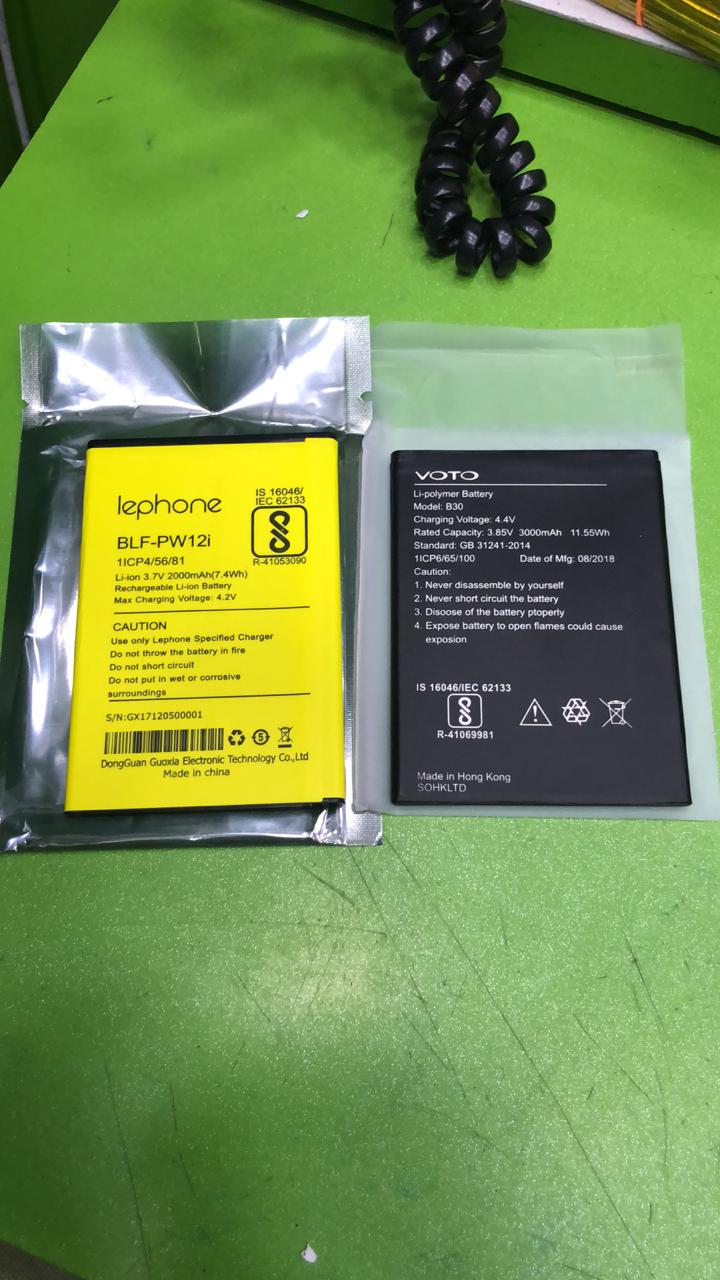 lephone
IS 16046/
IEC 62133
BLF-PW12i
1ICP4/56/81
R-41053090
Li-ion 3.7V 2000mAh(7.4Wh)
Rechargeable Li-ion Battery
Max Charging Voltage: 4.2V
CAUTION
Use only Lephone Specified Charger
Do not throw the battery in fire
Do not short circuit
Do not put in wet or corrosive
surroundings
S/N:GX17120500001
5
DongGuan Guoxia Electronic Technology Co.,Ltd
Made in china
VOTO
Li-polymer Battery
Model: B30
Charging Voltage: 4.4V
Rated Capacity: 3.85V 3000mAh 11.55Wh
Standard: GB 31241-2014
1ICP6/65/100 Date of Mfg: 08/2018
Caution:
1. Never disassemble by yourself
2. Never short circuit the battery
3. Disoose of the battery ptoperly
4. Expose battery to open flames could cause
exposion
IS 16046/IEC 62133
R-41069981
Made in Hong Kong
SOHKLTD